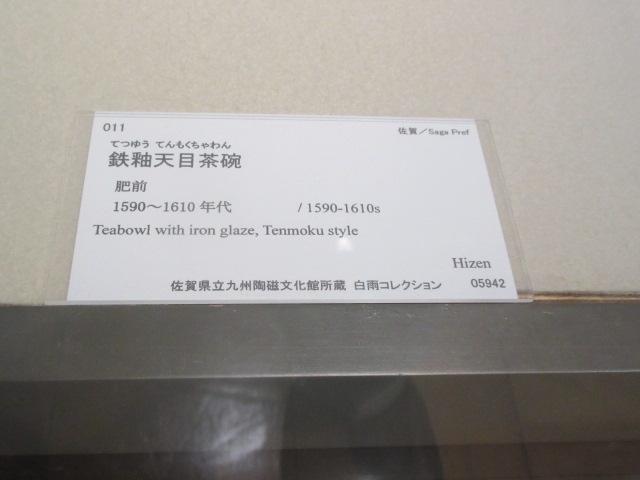 011
佐賀／Saga Pref
てつゆう てんもくちゃわん
鉄釉天目茶碗
肥前
1590～1610 年代 / 1590-1610s
Teabowl with iron glaze, Tenmoku style
Hizen
佐賀県立九州陶磁文化館所蔵 白雨コレクション 05942